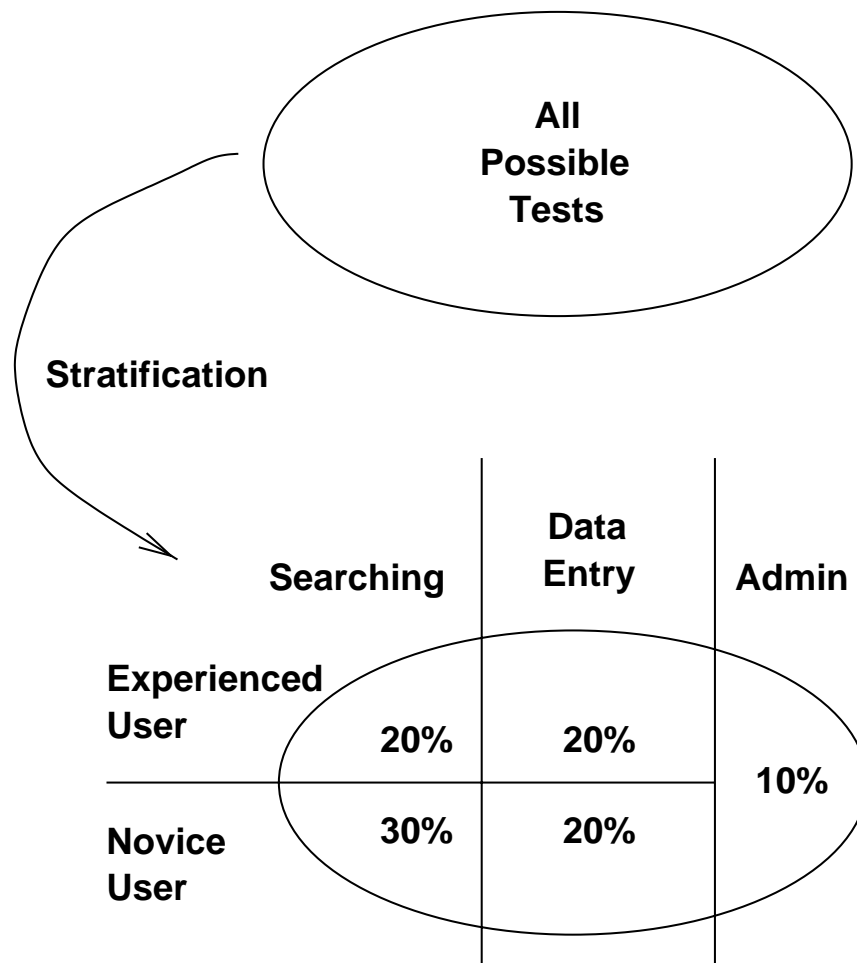 All
Possible
Tests
Stratification
Data
Entry
Searching
Admin
Experienced
User
20%
20%
10%
30%
20%
Novice
User